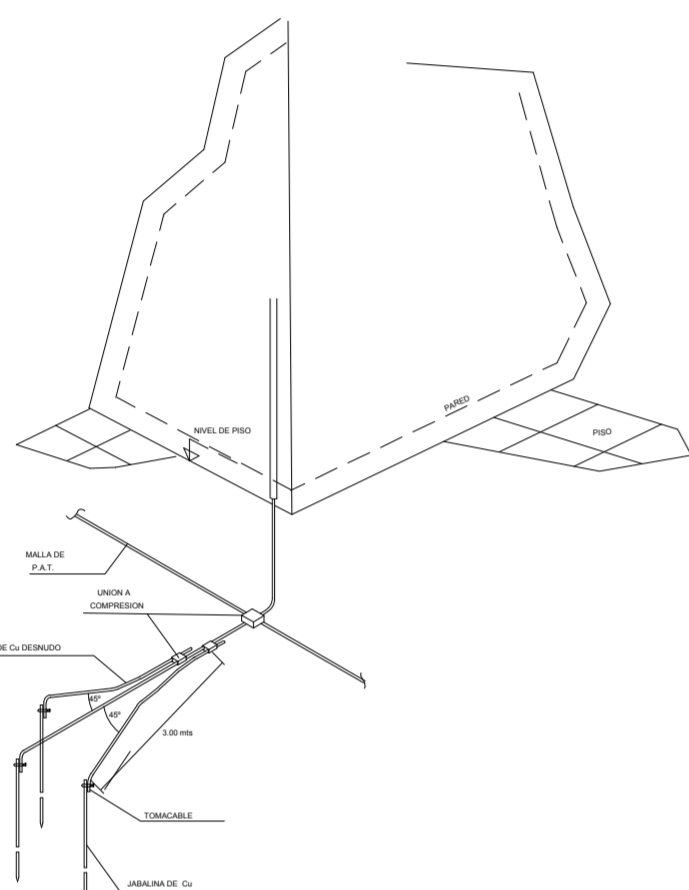 NIVEL DE PISO
PARED
PISO
MALLA DE
P.A.T.
UNION A
COMPRESION
DE Cu DESNUDO
45°
45°
3.00 mts
TOMACABLE
JABALINA DE Cu